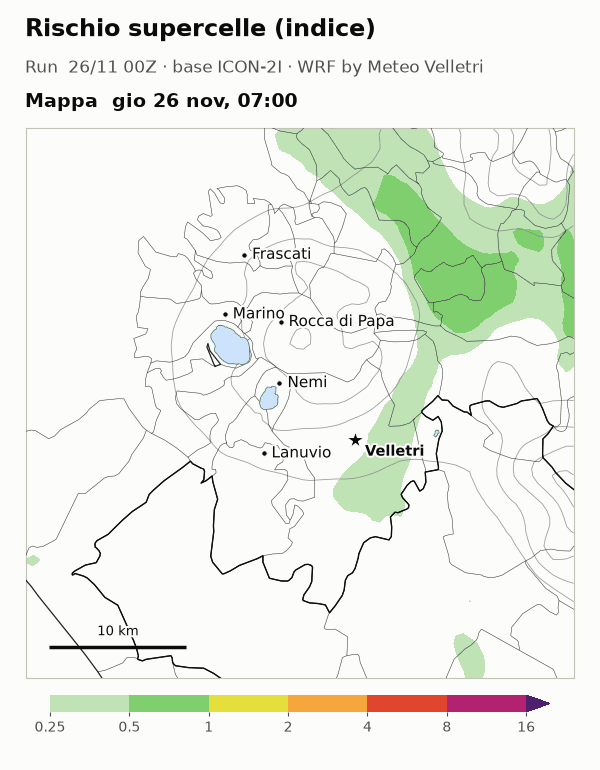 Rischio supercelle (indice)
Run  26/11 00Z · base ICON-2I · WRF by Meteo Velletri
Mappa  gio 26 nov, 07:00
Frascati
Marino
Rocca di Papa
Nemi
Velletri
Lanuvio
10 km
0.25 0.5 1 2 4 8 16